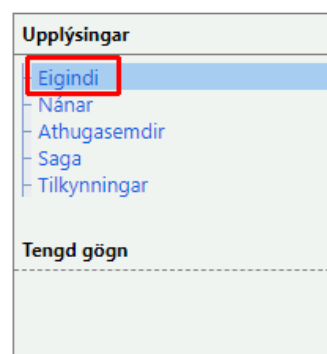 Upplýsingar
Eigindi
Nánar
Athugasemdir
Saga
Tilkynningar
Tengd gögn